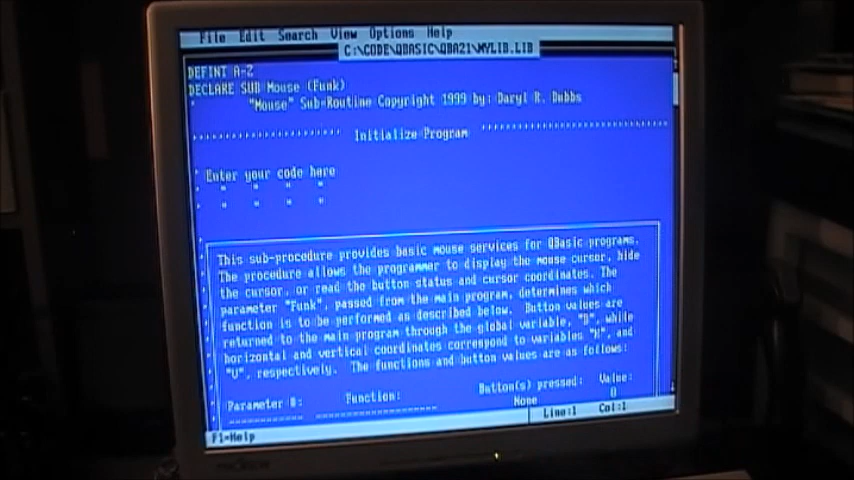 File Edit Search View Options Help
C:\CODE\QBASIC\QBA21\MYLIB.LIB
DEFINT A-Z
DECLARE SUB Mouse (Funk)
' "Mouse" Sub-Routine Copyright 1999 by: Daryl R. Dubbs
Initialize Program
' Enter your code here
' " " " "
' " " " "
This sub-procedure provides basic mouse services for QBasic programs.
The procedure allows the programmer to display the mouse cursor, hide
the cursor, or read the button status and cursor coordinates. The
parameter "Funk", passed from the main program, determines which
function is to be performed as described below. Button values are
returned to the main program through the global variable, "B", while
horizontal and vertical coordinates correspond to variables "H", and
"V", respectively. The functions and button values are as follows:
Parameter #: Function: Button(s) pressed: Value:
None 0
F1=Help Line:1 Col:1